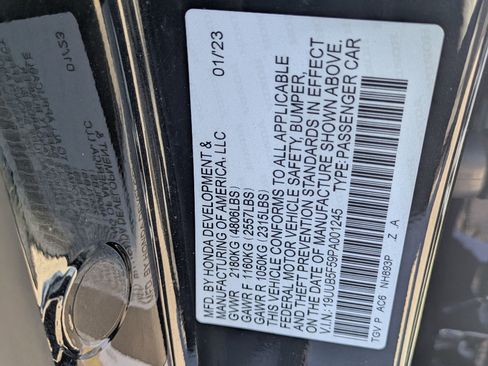 MFD. BY HONDA DEVELOPMENT &
MANUFACTURING OF AMERICA, LLC
01/23
GVWR 2180KG (4806LBS)
GAWR F 1160KG (2557LBS)
GAWR R 1050KG (2315LBS)
THIS VEHICLE CONFORMS TO ALL APPLICABLE
FEDERAL MOTOR VEHICLE SAFETY, BUMPER,
AND THEFT PREVENTION STANDARDS IN EFFECT
ON THE DATE OF MANUFACTURE SHOWN ABOVE.
V.I.N.: 19UUB6F59PA001245 TYPE: PASSENGER CAR
TGV P AC6 NH893P Z A